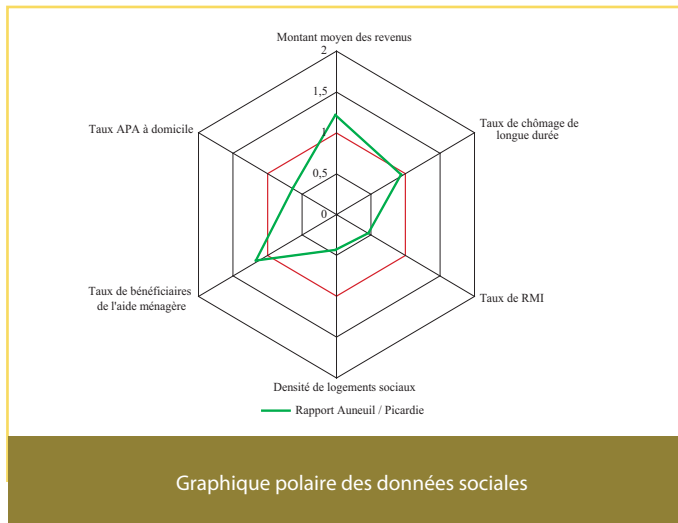 Montant moyen des revenus
2
1,5
Taux APA à domicile
1
Taux de chômage de
longue durée
0,5
0
Taux de bénéficiaires
de l'aide ménagère
Taux de RMI
Densité de logements sociaux
Rapport Auneuil / Picardie
Graphique polaire des données sociales